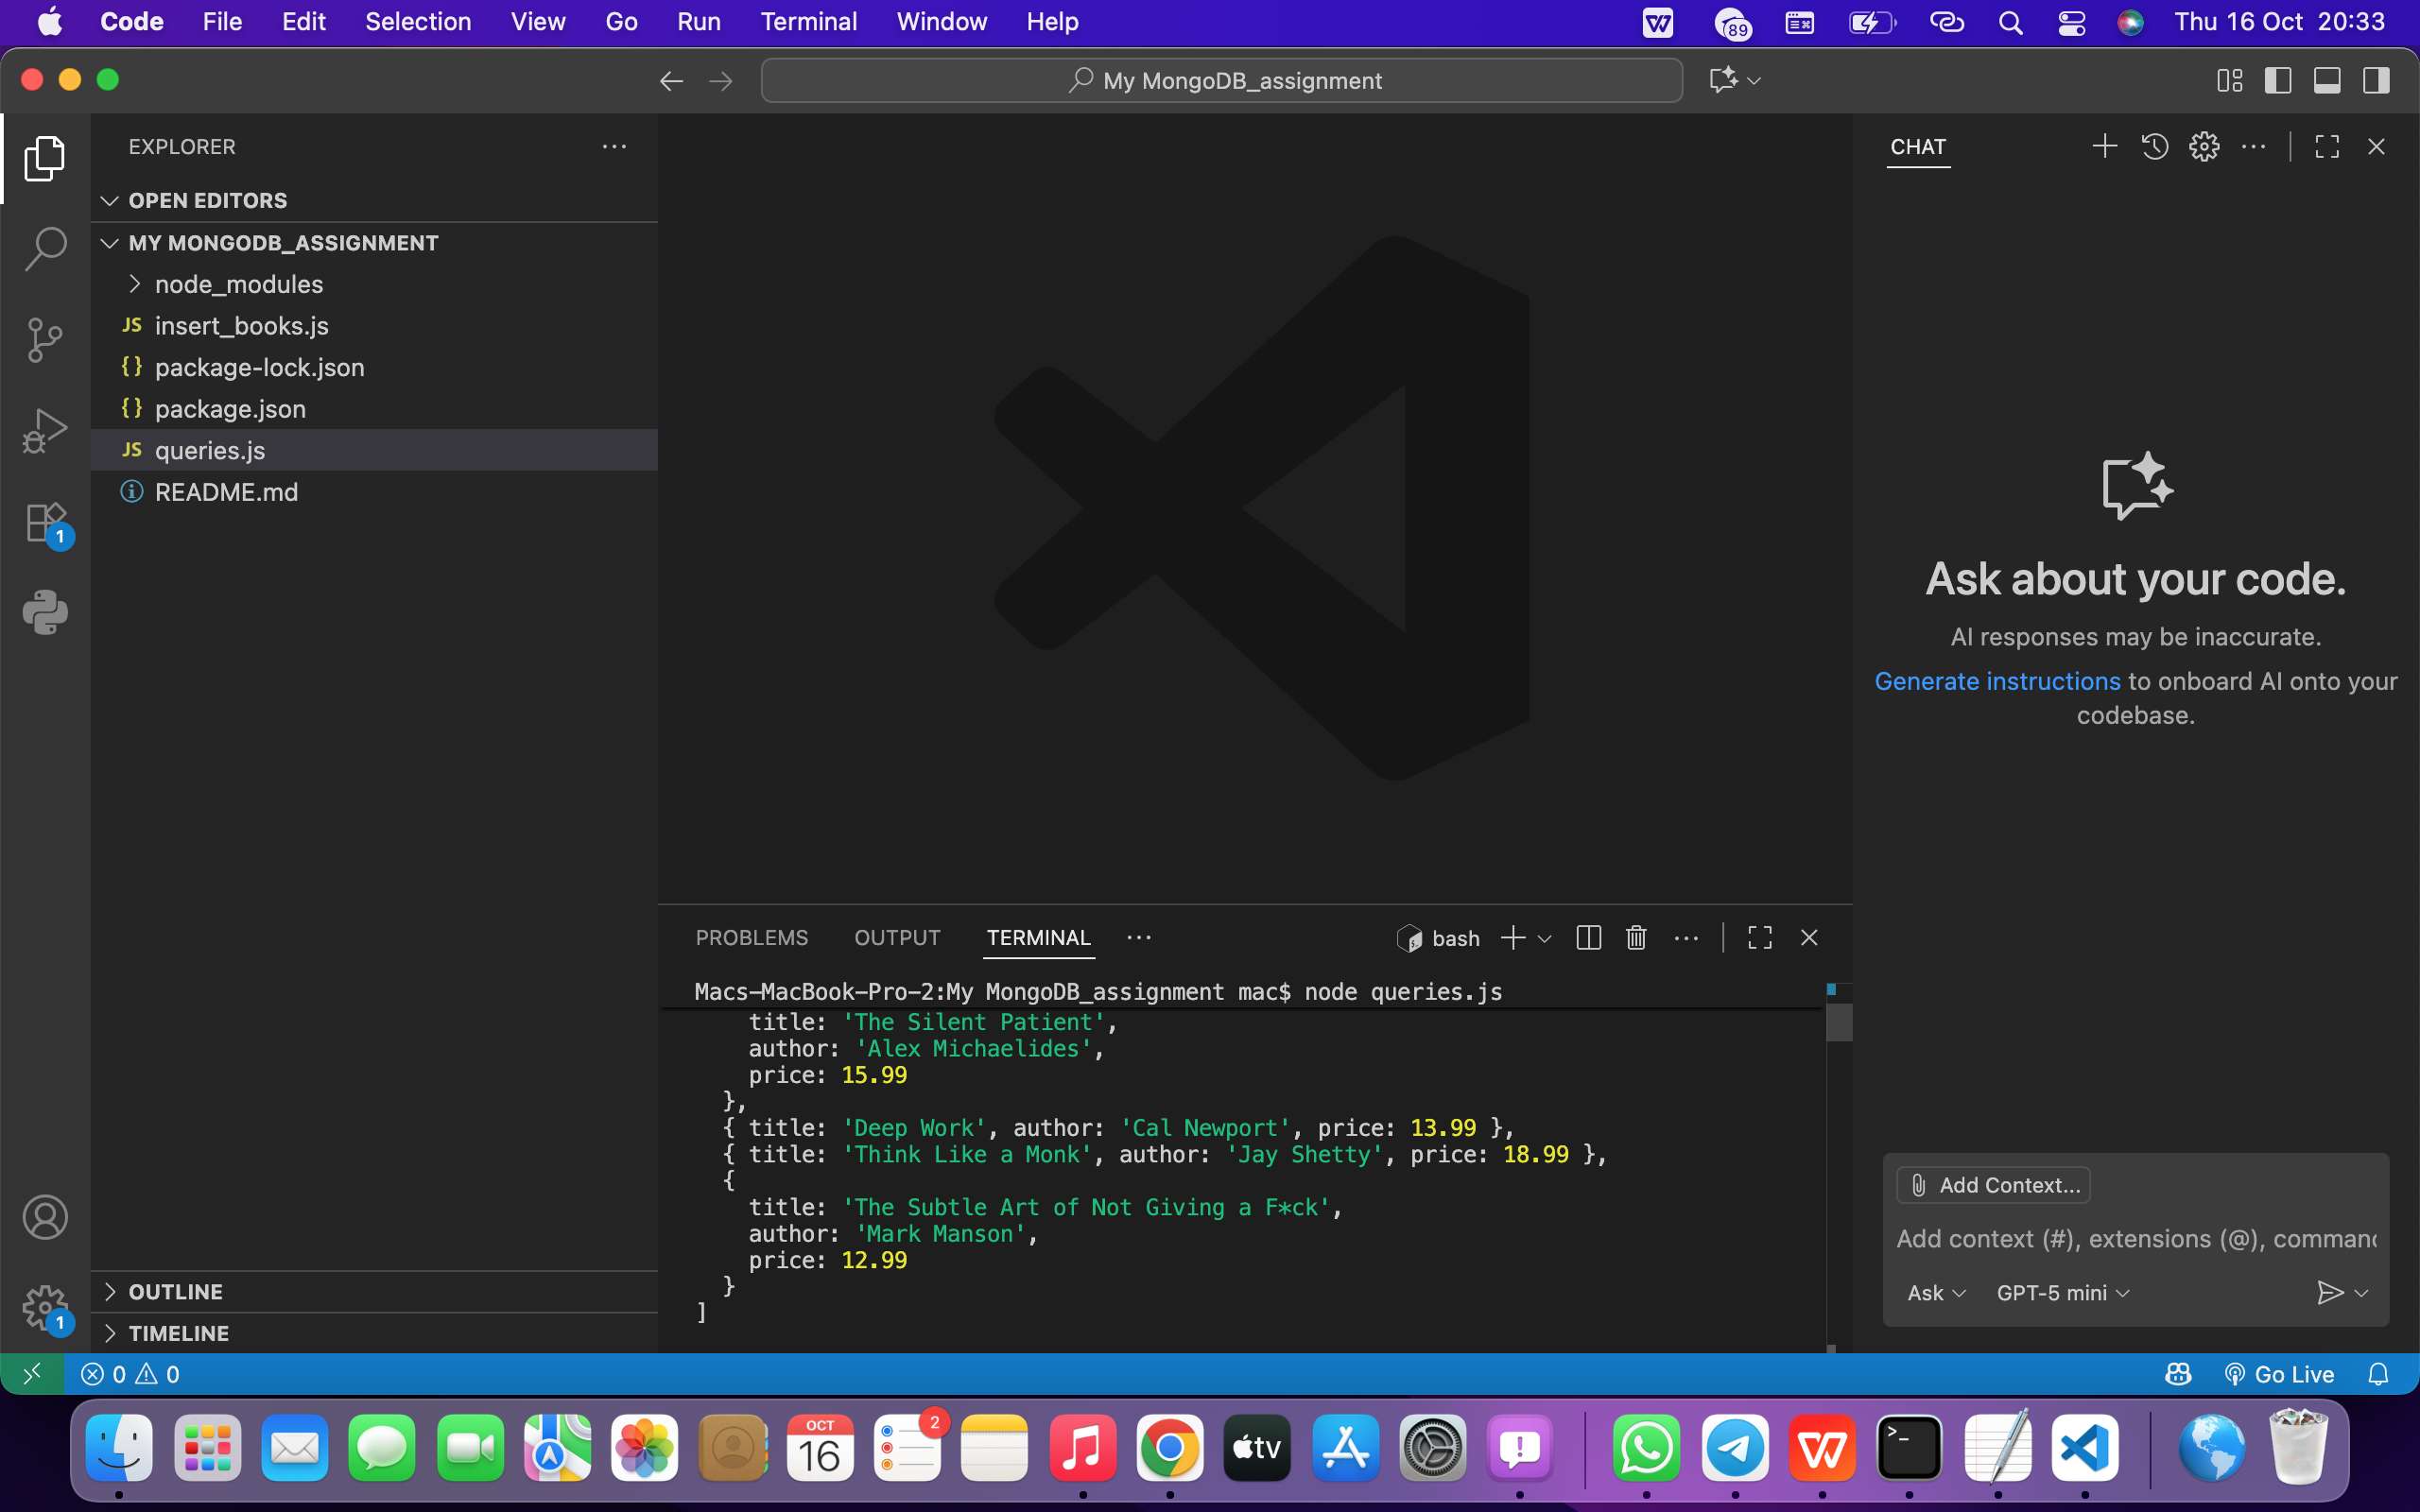 Code File Edit Selection View Go Run Terminal Window Help 89 Thu 16 Oct 20:33
My MongoDB_assignment
EXPLORER
OPEN EDITORS
MY MONGODB_ASSIGNMENT
node_modules
JS insert_books.js
{} package-lock.json
{} package.json
JS queries.js
README.md
1
1
OUTLINE
TIMELINE
PROBLEMS OUTPUT TERMINAL ··· bash
Macs-MacBook-Pro-2:My MongoDB_assignment mac$ node queries.js
title: 'The Silent Patient',
author: 'Alex Michaelides',
price: 15.99
},
{ title: 'Deep Work', author: 'Cal Newport', price: 13.99 },
{ title: 'Think Like a Monk', author: 'Jay Shetty', price: 18.99 },
{
title: 'The Subtle Art of Not Giving a F*ck',
author: 'Mark Manson',
price: 12.99
}
]
CHAT
Ask about your code.
AI responses may be inaccurate.
Generate instructions to onboard AI onto your
codebase.
Add Context...
Add context (#), extensions (@), comman
Ask GPT-5 mini
0 0 Go Live
OCT
16
2
tv